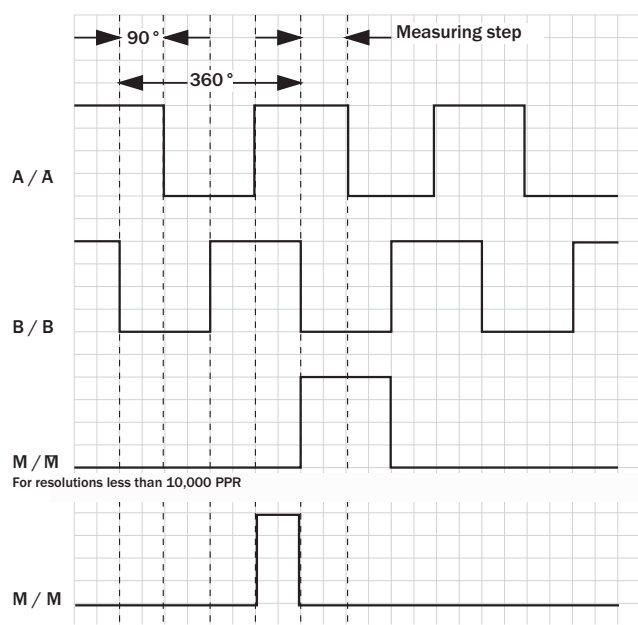 90°
Measuring step
360°
A / A̅
B / B
M / M̅
For resolutions less than 10,000 PPR
M / M